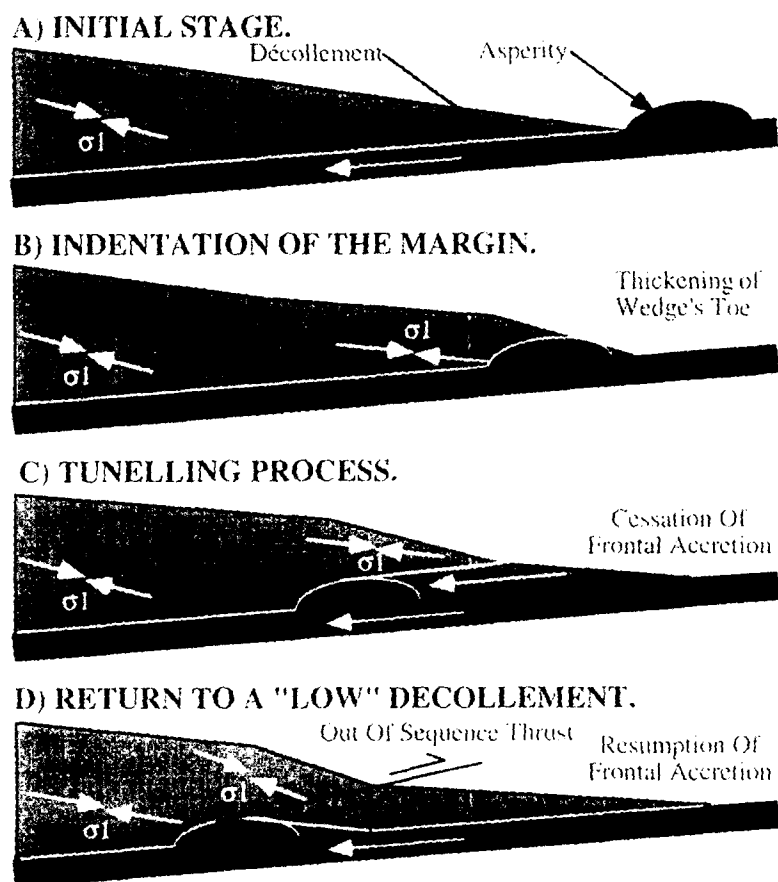 A) INITIAL STAGE.
Décollement
Asperity
σ1
B) INDENTATION OF THE MARGIN.
Thickening of
Wedge's Toe
σ1
σ1
C) TUNELLING PROCESS.
Cessation Of
Frontal Accretion
σ1
σ1
D) RETURN TO A "LOW" DECOLLEMENT.
Out Of Sequence Thrust
Resumption Of
Frontal Accretion
σ1
σ1